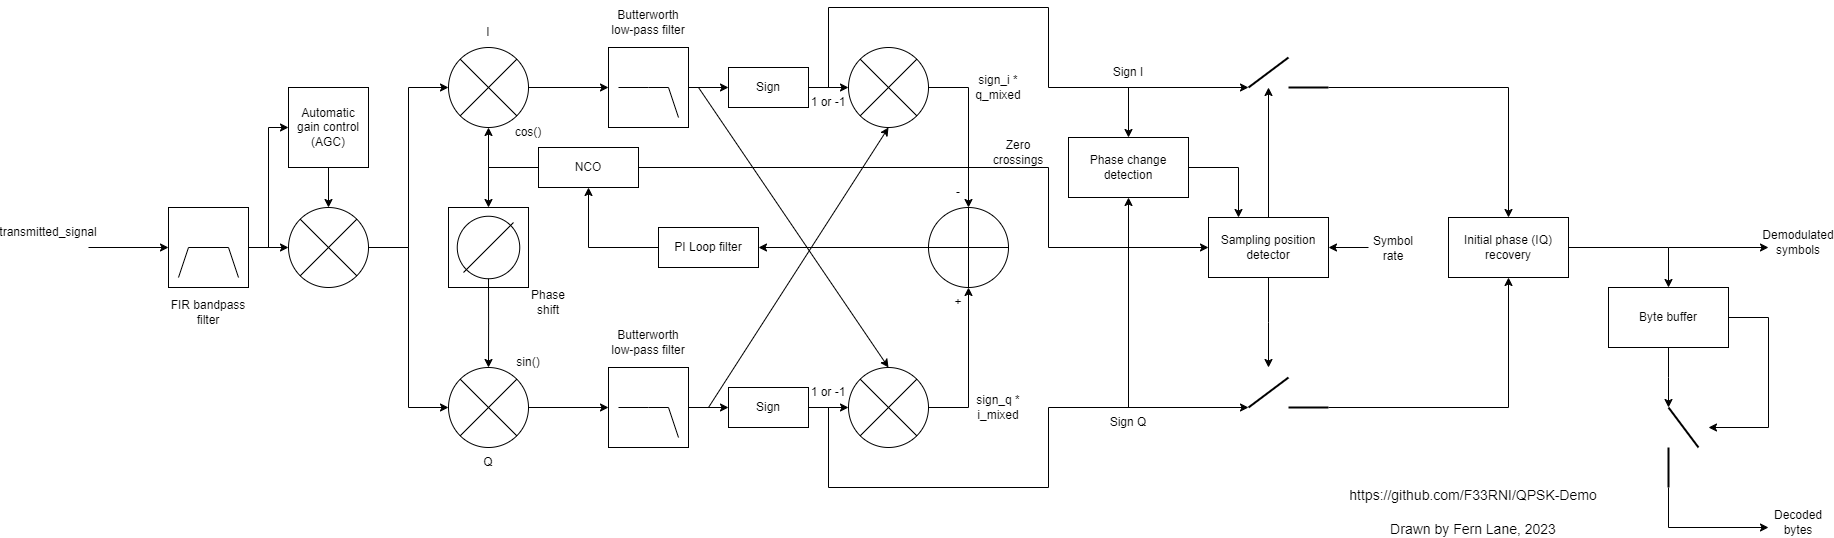 Butterworth
low-pass filter
I
Sign
1 or -1
sign_i *
q_mixed
Sign I
Automatic
gain control
(AGC)
cos()
NCO
Zero
crossings
Phase change
detection
-
transmitted_signal
PI Loop filter
Sampling position
detector
Symbol
rate
Initial phase (IQ)
recovery
Demodulated
symbols
FIR bandpass
filter
Phase
shift
+
Byte buffer
Butterworth
low-pass filter
sin()
Sign
1 or -1
sign_q *
i_mixed
Sign Q
Q
https://github.com/F33RNI/QPSK-Demo
Drawn by Fern Lane, 2023
Decoded
bytes